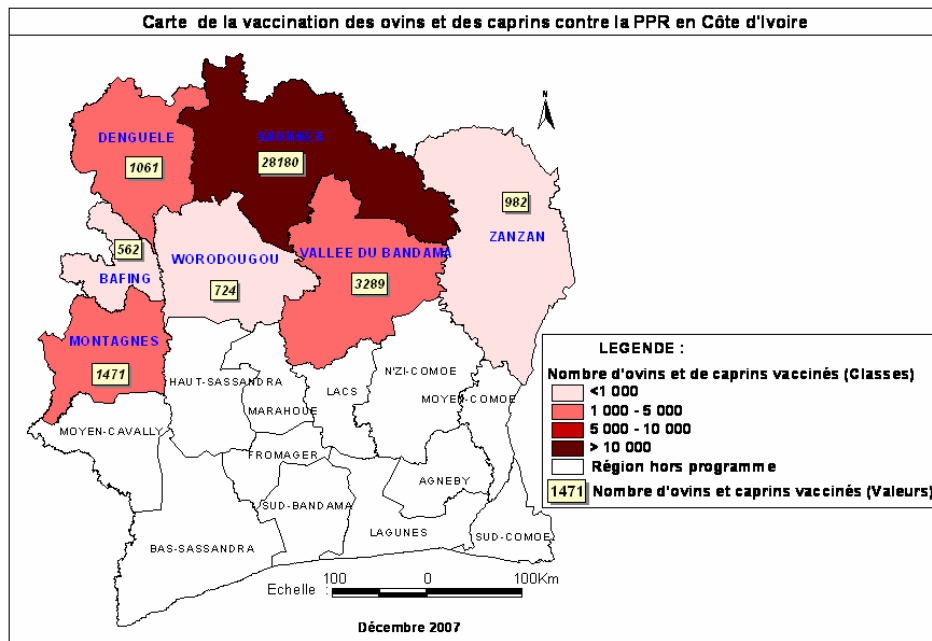 Carte de la vaccination des ovins et des caprins contre la PPR en Côte d'Ivoire
N
DENGUELE
1061
SAVANES
28180
982
ZANZAN
562
BAFING
WORODOUGOU
724
VALLEE DU BANDAMA
3289
MONTAGNES
1471
HAUT-SASSANDRA
MARAHOUE
LACS
N'ZI-COMOE
MOYEN-COMOE
MOYEN-CAVALLY
FROMAGER
AGNEBY
SUD-BANDAMA
LAGUNES
SUD-COMOE
BAS-SASSANDRA
LEGENDE :
Nombre d'ovins et de caprins vaccinés (Classes)
<1 000
1 000 - 5 000
5 000 - 10 000
> 10 000
Région hors programme
1471 Nombre d'ovins et caprins vaccinés (Valeurs)
100 0 100Km
Echelle :
Décembre 2007